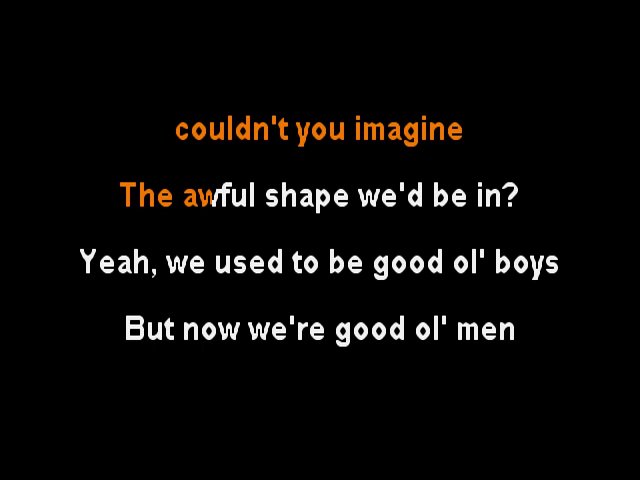 couldn't you imagine
The awful shape we'd be in?
Yeah, we used to be good ol' boys
But now we're good ol' men